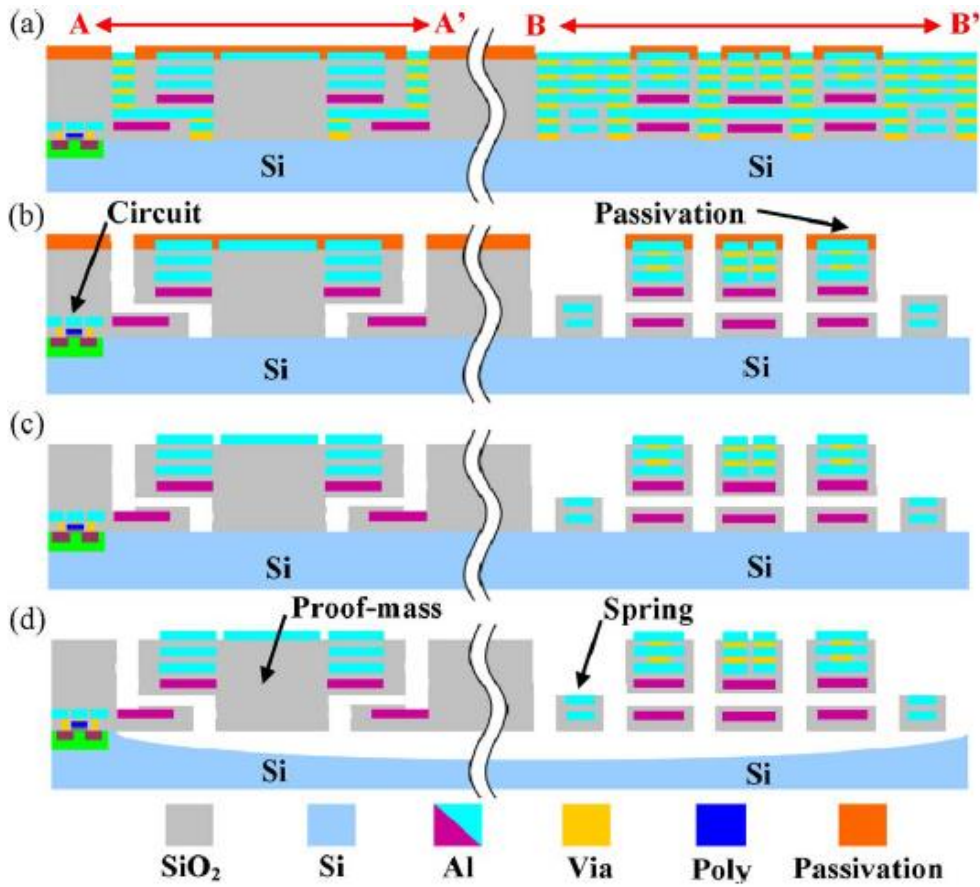 (a) A A' B B'
Si Si
(b) Circuit Passivation
Si Si
(c)
Si Si
(d) Proof-mass Spring
Si Si
SiO₂ Si Al Via Poly Passivation